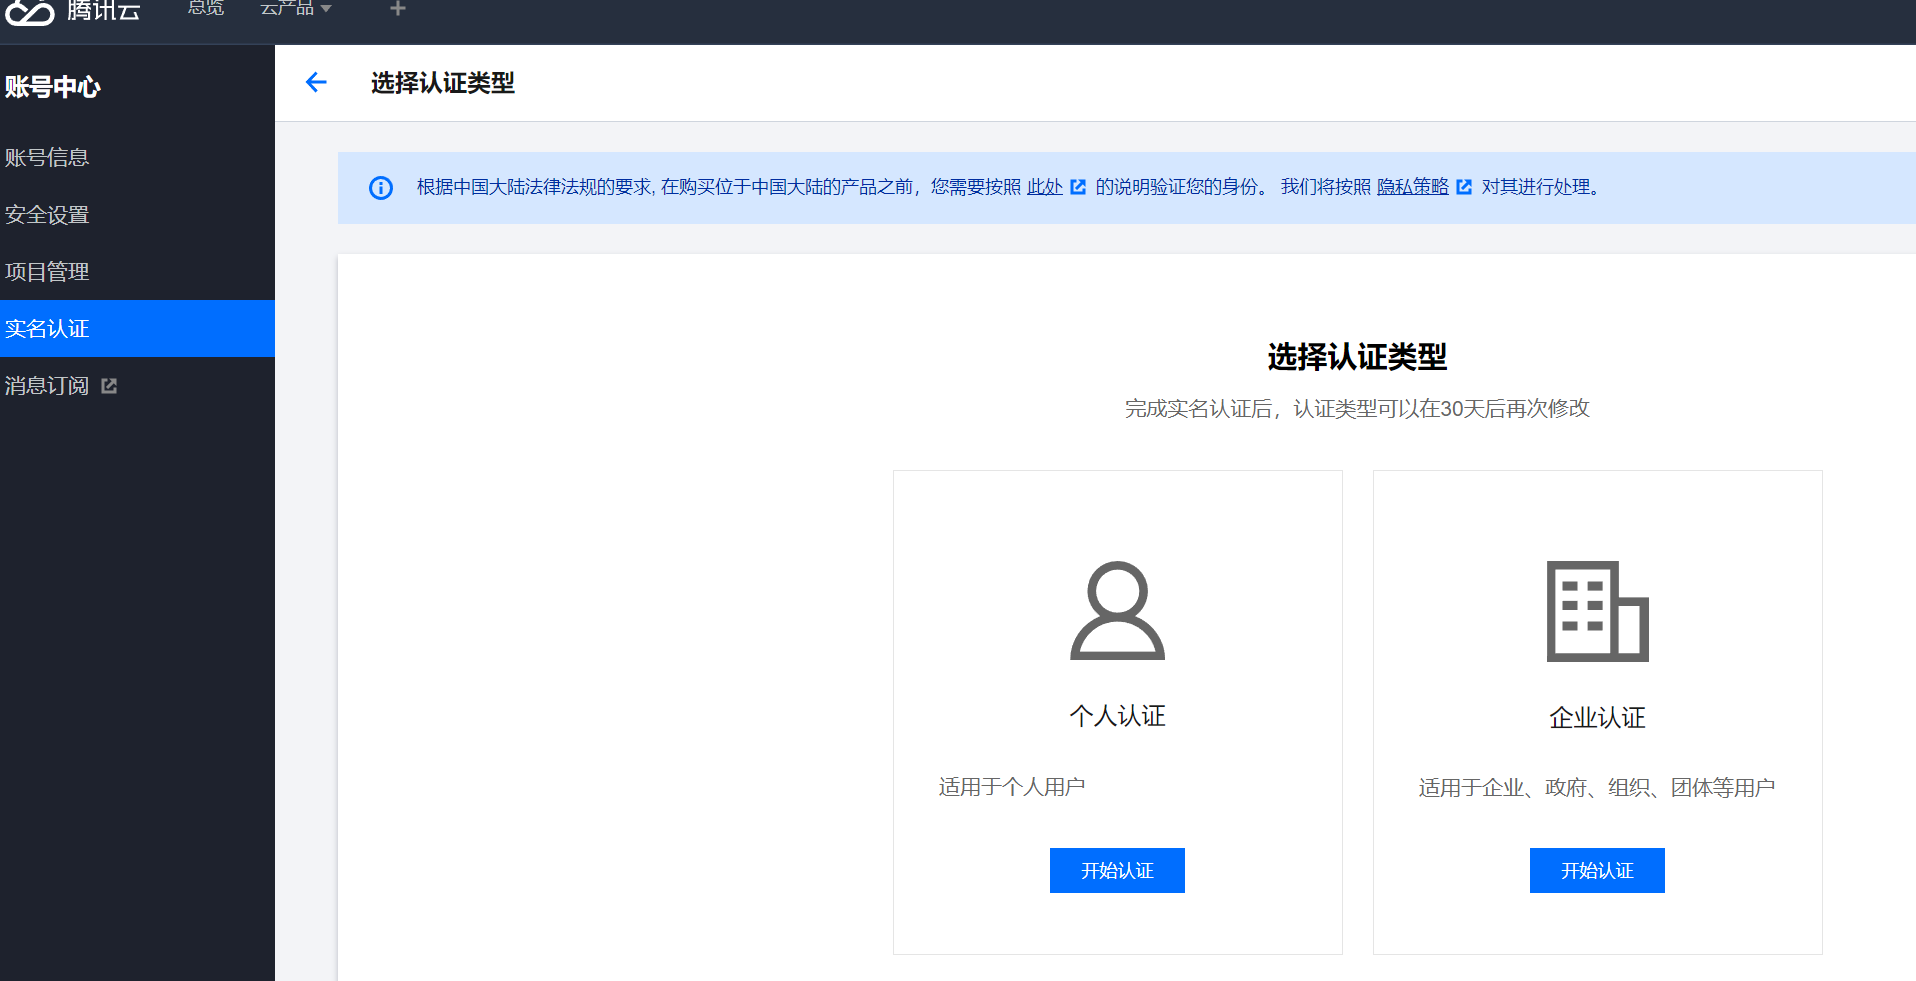 腾讯云 总览 云产品
账号中心
账号信息
安全设置
项目管理
实名认证
消息订阅
选择认证类型
根据中国大陆法律法规的要求, 在购买位于中国大陆的产品之前，您需要按照 此处 的说明验证您的身份。 我们将按照 隐私策略 对其进行处理。
选择认证类型
完成实名认证后，认证类型可以在30天后再次修改
个人认证
适用于个人用户
开始认证
企业认证
适用于企业、政府、组织、团体等用户
开始认证